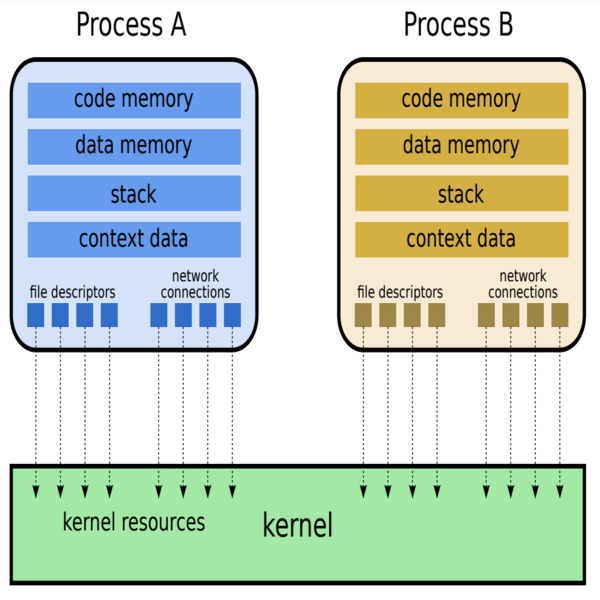 Process A
Process B
code memory
data memory
stack
context data
file descriptors
network
connections
code memory
data memory
stack
context data
file descriptors
network
connections
kernel resources
kernel